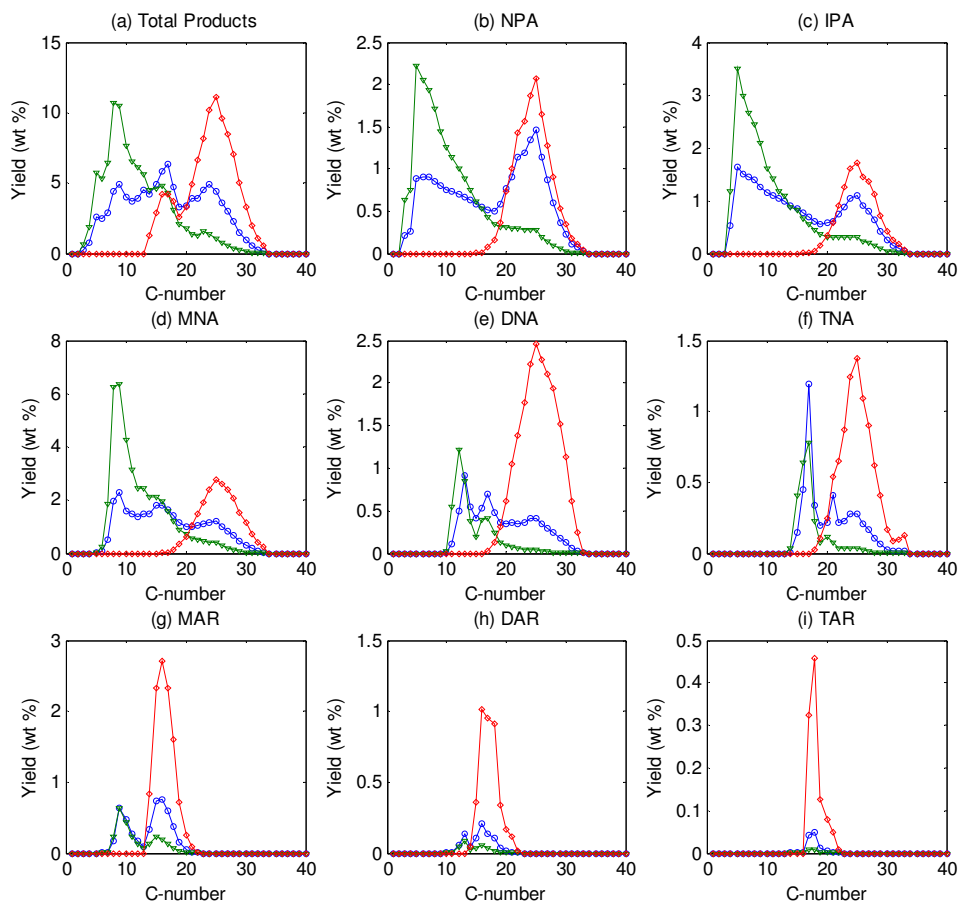 (a) Total Products
(b) NPA
(c) IPA
15
10
5
0
Yield (wt %)
0 10 20 30 40
C-number
2.5
2
1.5
1
0.5
0
Yield (wt %)
0 10 20 30 40
C-number
4
3
2
1
0
Yield (wt %)
0 10 20 30 40
C-number
(d) MNA
(e) DNA
(f) TNA
8
6
4
2
0
Yield (wt %)
0 10 20 30 40
C-number
2.5
2
1.5
1
0.5
0
Yield (wt %)
0 10 20 30 40
C-number
1.5
1
0.5
0
Yield (wt %)
0 10 20 30 40
C-number
(g) MAR
(h) DAR
(i) TAR
3
2
1
0
Yield (wt %)
0 10 20 30 40
C-number
1.5
1
0.5
0
Yield (wt %)
0 10 20 30 40
C-number
0.5
0.4
0.3
0.2
0.1
0
Yield (wt %)
0 10 20 30 40
C-number